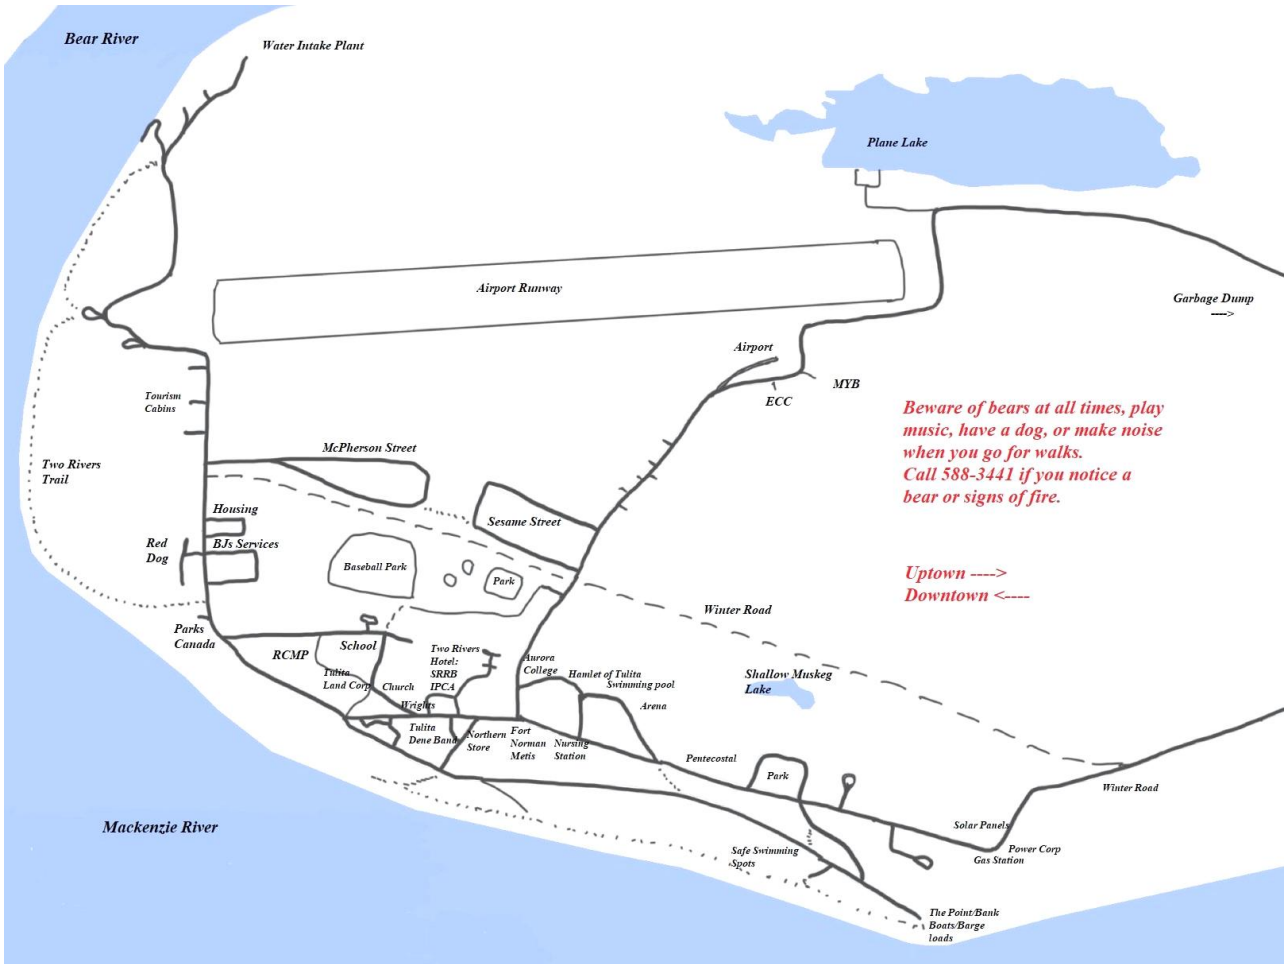 Bear River
Water Intake Plant
Plane Lake
Airport Runway
Garbage Dump
---->
Airport
MYB
ECC
Tourism
Cabins
Beware of bears at all times, play
music, have a dog, or make noise
when you go for walks.
Call 588-3441 if you notice a
bear or signs of fire.
McPherson Street
Two Rivers
Trail
Housing
Sesame Street
Red
Dog
BJs Services
Baseball Park
Park
Uptown ---->
Downtown <----
Winter Road
Parks
Canada
RCMP
School
Two Rivers
Hotel:
SRRB
IPCA
Aurora
College
Tulita
Land Corp
Church
Wrights
Hamlet of Tulita
Swimming pool
Arena
Shallow Muskeg
Lake
Tulita
Dene Band
Northern
Store
Fort
Norman
Metis
Nursing
Station
Pentecostal
Park
Winter Road
Mackenzie River
Solar Panels
Power Corp
Gas Station
Safe Swimming
Spots
The Point/Bank
Boats/Barge
loads